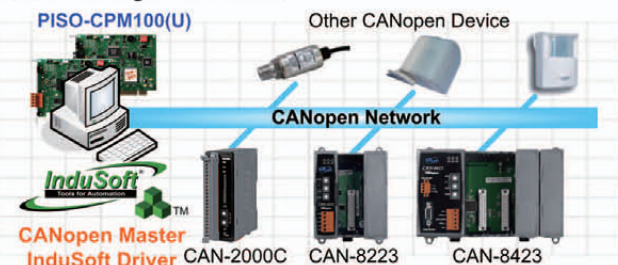 PISO-CPM100(U)
Other CANopen Device
CANopen Network
InduSoft
Tools for Automation
TM
CANopen Master
InduSoft Driver
CAN-2000C
CAN-8223
CAN-8423